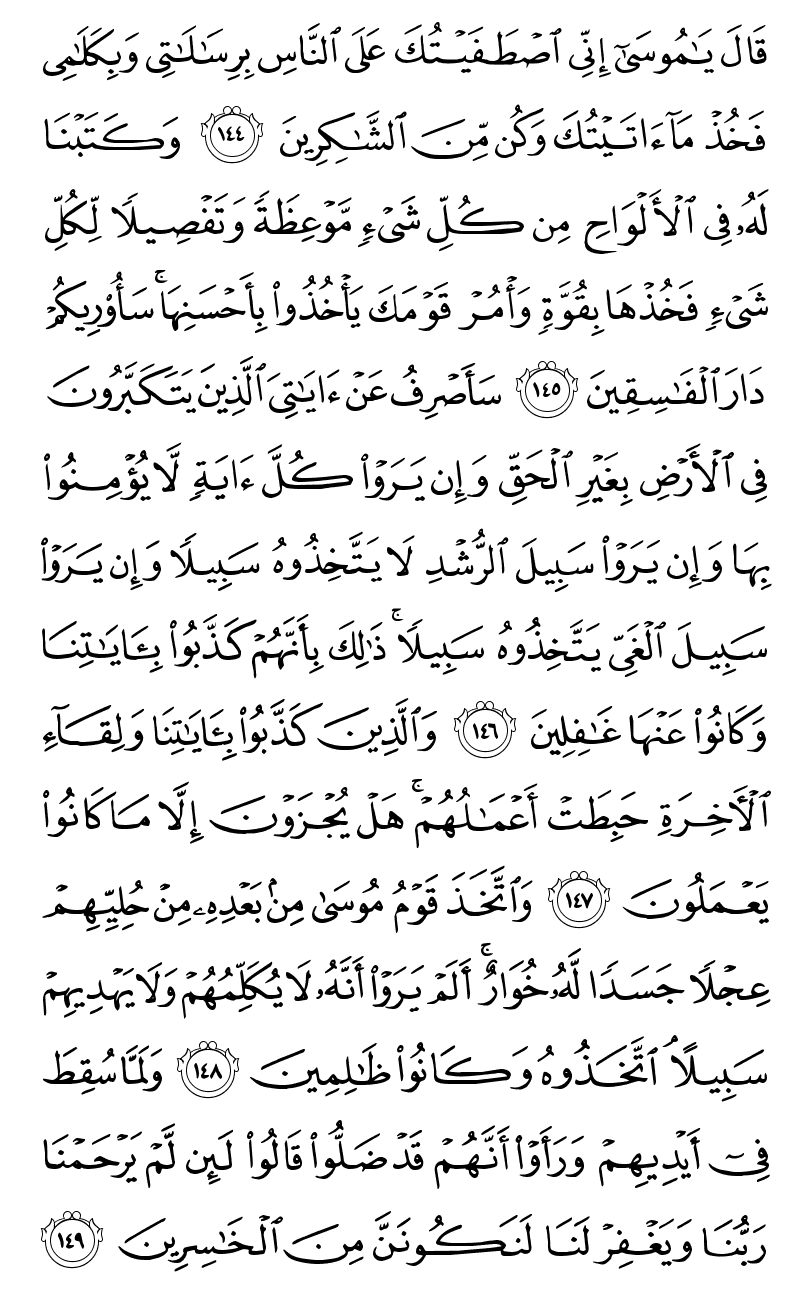 قَالَ يَٰمُوسَىٰٓ إِنِّي ٱصۡطَفَيۡتُكَ عَلَى ٱلنَّاسِ بِرِسَٰلَٰتِي وَبِكَلَٰمِي
فَخُذۡ مَآ ءَاتَيۡتُكَ وَكُن مِّنَ ٱلشَّٰكِرِينَ ١٤٤ وَكَتَبۡنَا
لَهُۥ فِي ٱلۡأَلۡوَاحِ مِن كُلِّ شَيۡءٖ مَّوۡعِظَةٗ وَتَفۡصِيلٗا لِّكُلِّ
شَيۡءٖ فَخُذۡهَا بِقُوَّةٖ وَأۡمُرۡ قَوۡمَكَ يَأۡخُذُواْ بِأَحۡسَنِهَاۚ سَأُوْرِيكُمۡ
دَارَ ٱلۡفَٰسِقِينَ ١٤٥ سَأَصۡرِفُ عَنۡ ءَايَٰتِيَ ٱلَّذِينَ يَتَكَبَّرُونَ
فِي ٱلۡأَرۡضِ بِغَيۡرِ ٱلۡحَقِّ وَإِن يَرَوۡاْ كُلَّ ءَايَةٖ لَّا يُؤۡمِنُواْ
بِهَا وَإِن يَرَوۡاْ سَبِيلَ ٱلرُّشۡدِ لَا يَتَّخِذُوهُ سَبِيلٗا وَإِن يَرَوۡاْ
سَبِيلَ ٱلۡغَيِّ يَتَّخِذُوهُ سَبِيلٗاۚ ذَٰلِكَ بِأَنَّهُمۡ كَذَّبُواْ بِـَٔايَٰتِنَا
وَكَانُواْ عَنۡهَا غَٰفِلِينَ ١٤٦ وَٱلَّذِينَ كَذَّبُواْ بِـَٔايَٰتِنَا وَلِقَآءِ
ٱلۡأٓخِرَةِ حَبِطَتۡ أَعۡمَٰلُهُمۡۚ هَلۡ يُجۡزَوۡنَ إِلَّا مَا كَانُواْ
يَعۡمَلُونَ ١٤٧ وَٱتَّخَذَ قَوۡمُ مُوسَىٰ مِنۢ بَعۡدِهِۦ مِنۡ حُلِيِّهِمۡ
عِجۡلٗا جَسَدٗا لَّهُۥ خُوَارٌۚ أَلَمۡ يَرَوۡاْ أَنَّهُۥ لَا يُكَلِّمُهُمۡ وَلَا يَهۡدِيهِمۡ
سَبِيلًاۘ ٱتَّخَذُوهُ وَكَانُواْ ظَٰلِمِينَ ١٤٨ وَلَمَّا سُقِطَ
فِيٓ أَيۡدِيهِمۡ وَرَأَوۡاْ أَنَّهُمۡ قَدۡ ضَلُّواْ قَالُواْ لَئِن لَّمۡ يَرۡحَمۡنَا
رَبُّنَا وَيَغۡفِرۡ لَنَا لَنَكُونَنَّ مِنَ ٱلۡخَٰسِرِينَ ١٤٩